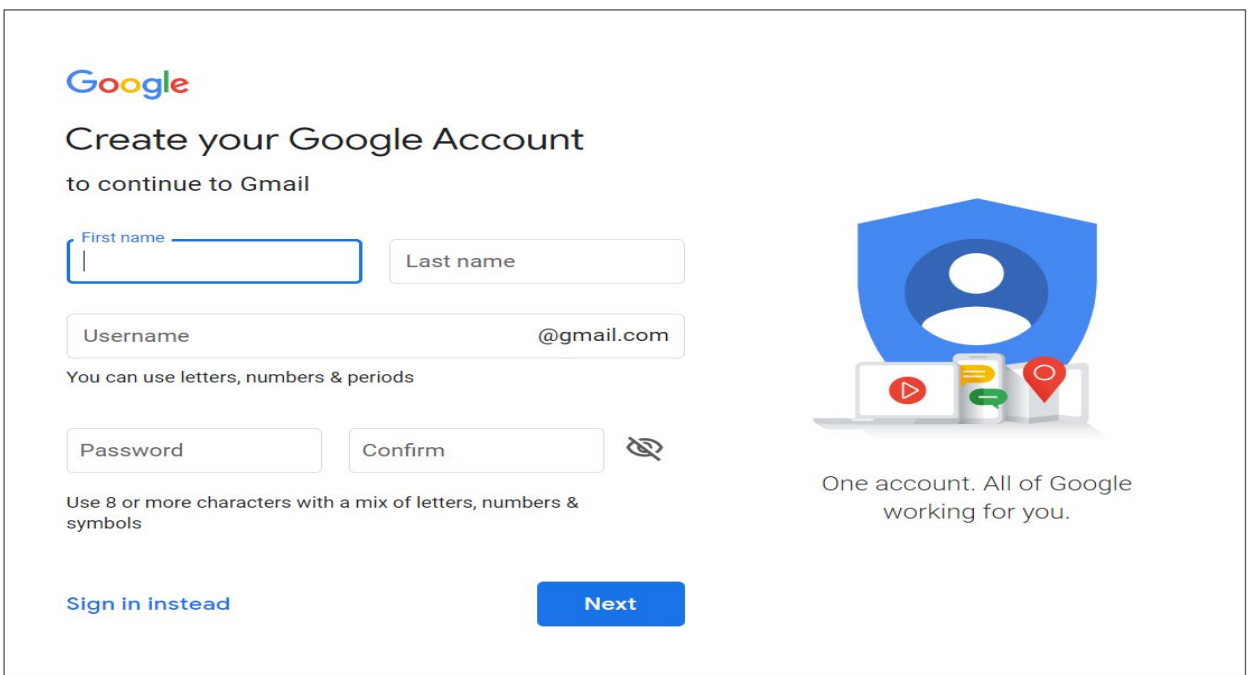 Google
Create your Google Account
to continue to Gmail
First name
Last name
Username @gmail.com
You can use letters, numbers & periods
Password
Confirm
Use 8 or more characters with a mix of letters, numbers &
symbols
Sign in instead
Next
One account. All of Google
working for you.